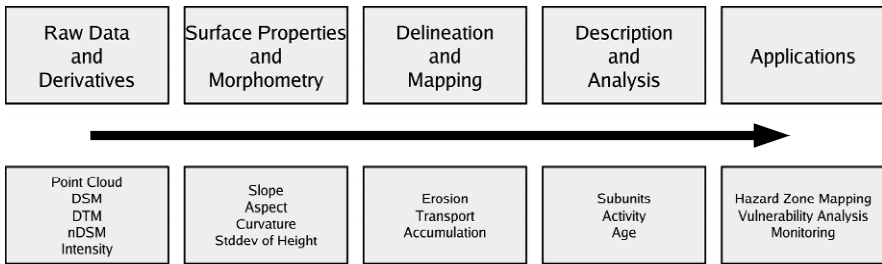 Raw Data
and
Derivatives
Surface Properties
and
Morphometry
Delineation
and
Mapping
Description
and
Analysis
Applications
Point Cloud
DSM
DTM
nDSM
Intensity
Slope
Aspect
Curvature
Stddev of Height
Erosion
Transport
Accumulation
Subunits
Activity
Age
Hazard Zone Mapping
Vulnerability Analysis
Monitoring